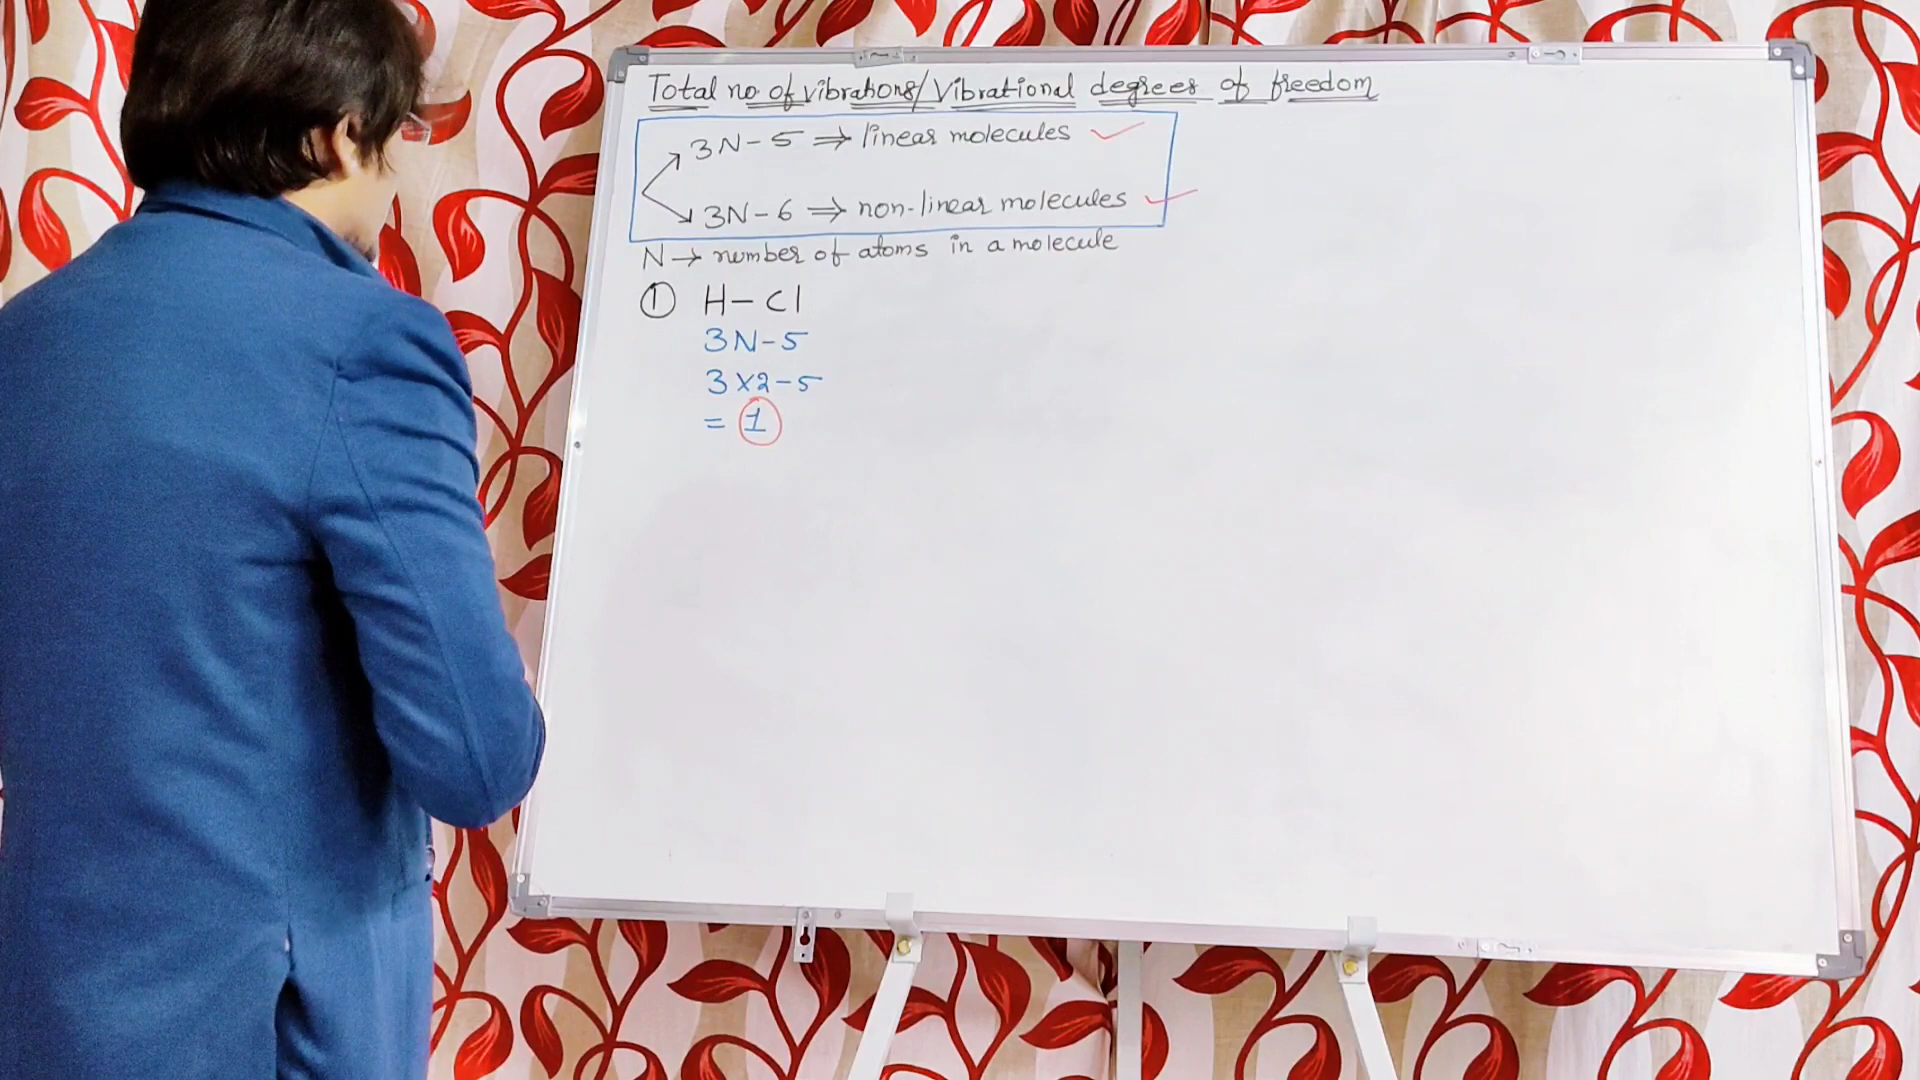 Total no of vibrations/Vibrational degrees of freedom
3N-5 ⇒ linear molecules ✓
3N-6 ⇒ non-linear molecules ✓
N → number of atoms in a molecule
① H-Cl
3N-5
3×2-5
= 1